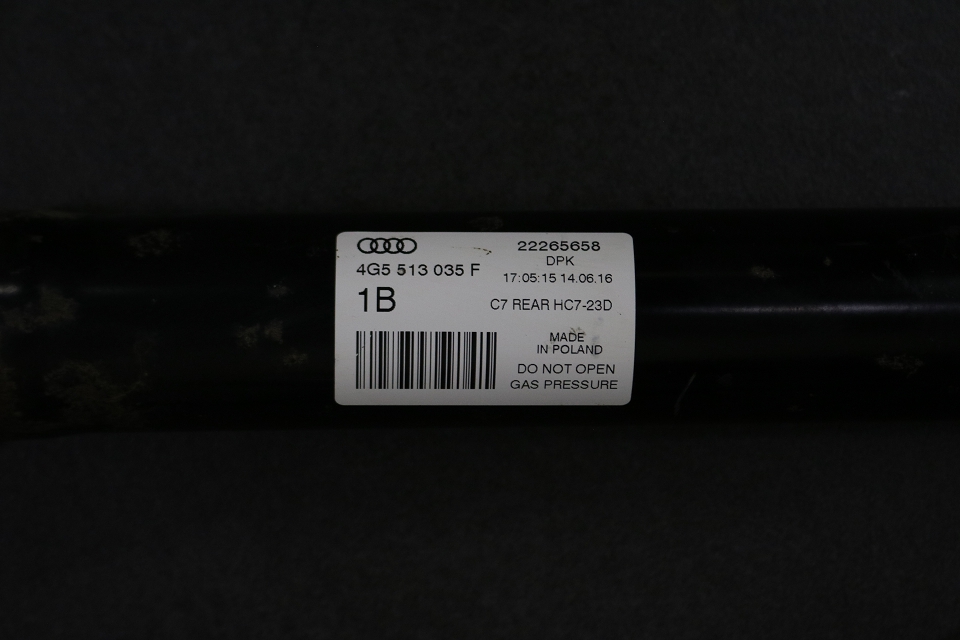 4G5 513 035 F
1B
22265658
DPK
17:05:15 14.06.16
C7 REAR HC7-23D
MADE
IN POLAND
DO NOT OPEN
GAS PRESSURE